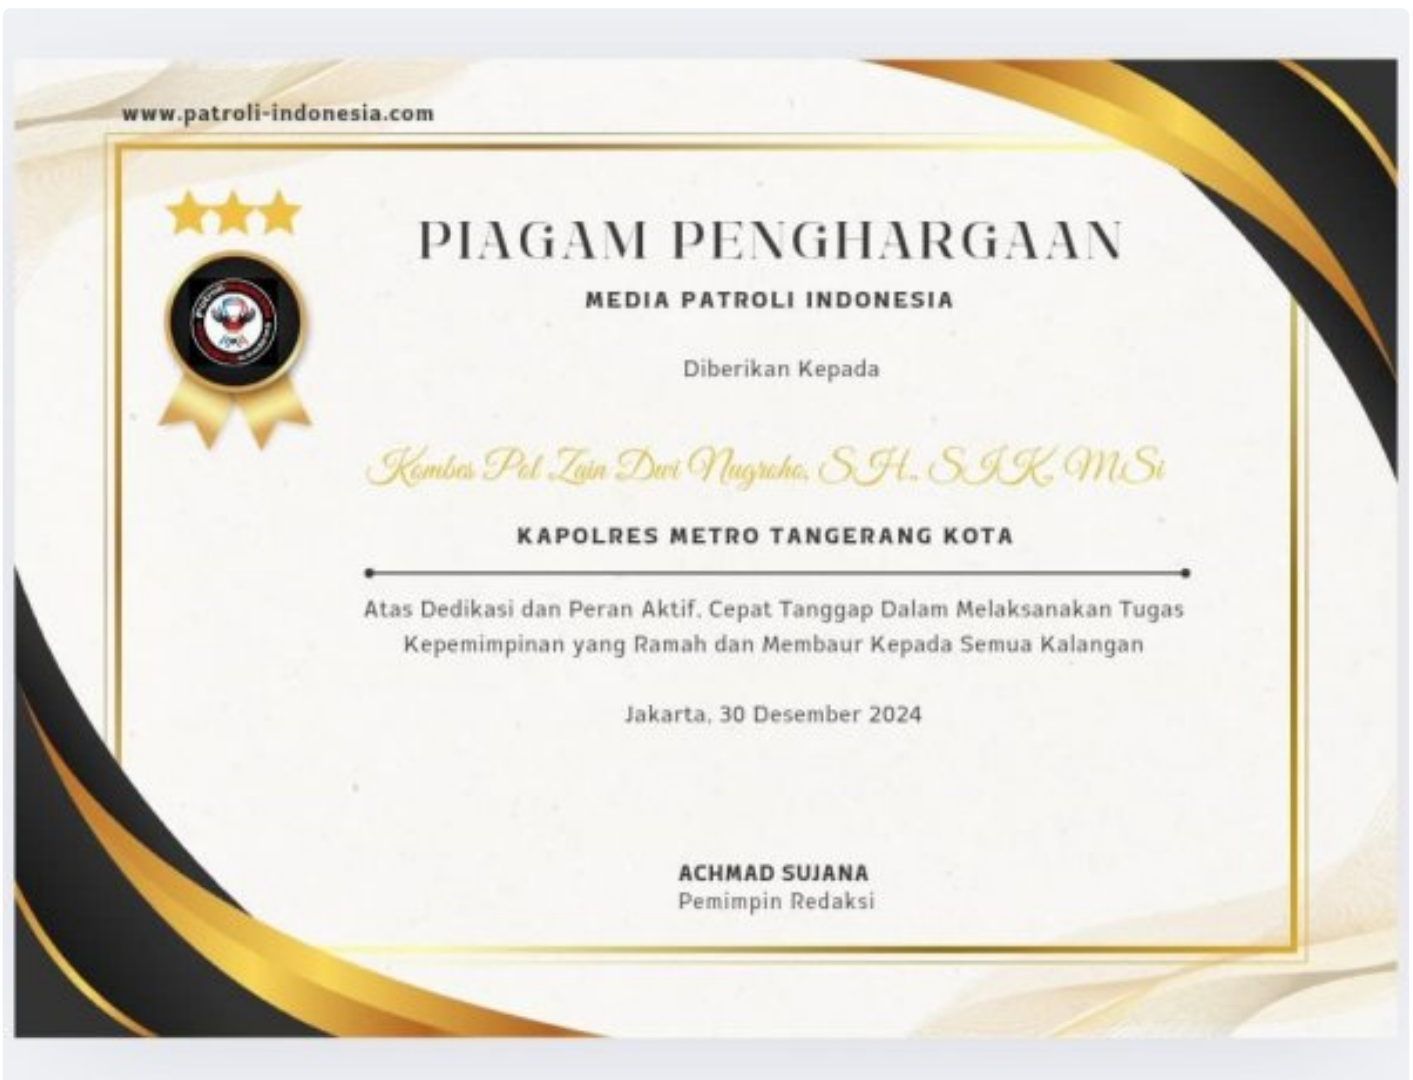 www.patroli-indonesia.com
PIAGAM PENGHARGAAN
MEDIA PATROLI INDONESIA
Diberikan Kepada
Kombes Pol Zain Dwi Nugroho, S.H., S.I.K, M.Si
KAPOLRES METRO TANGERANG KOTA
Atas Dedikasi dan Peran Aktif, Cepat Tanggap Dalam Melaksanakan Tugas
Kepemimpinan yang Ramah dan Membaur Kepada Semua Kalangan
Jakarta, 30 Desember 2024
ACHMAD SUJANA
Pemimpin Redaksi